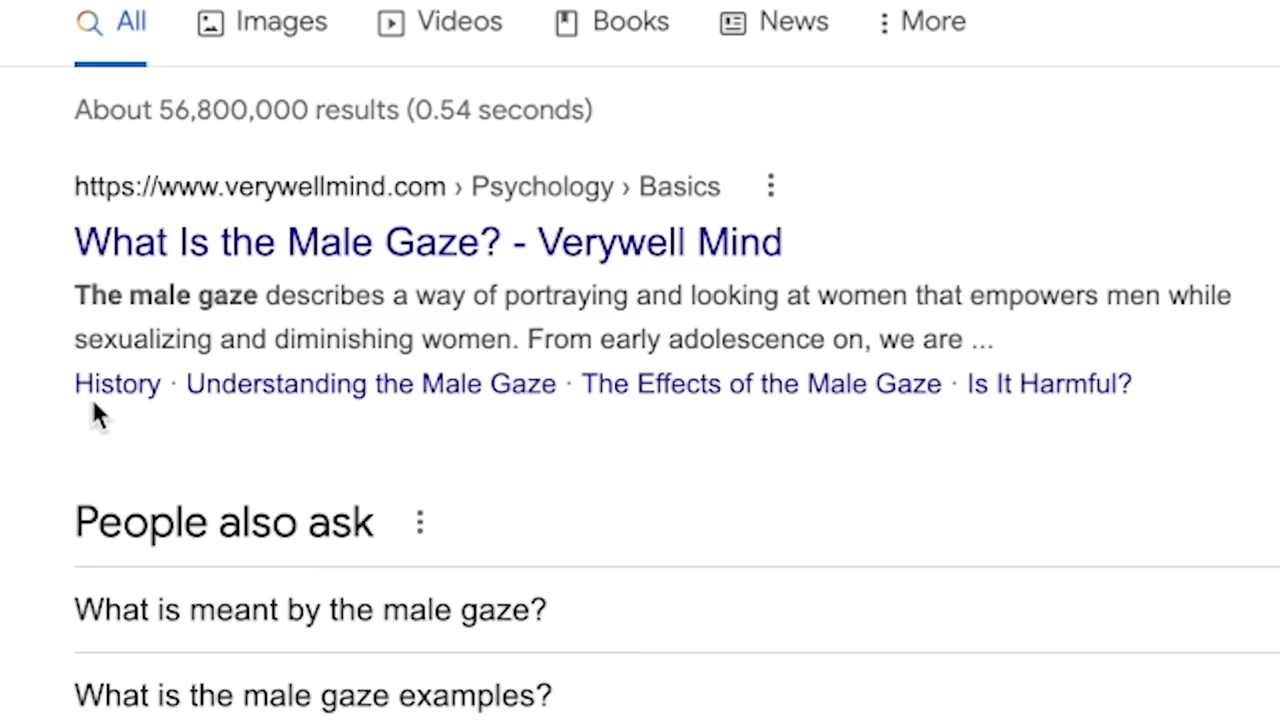 All Images Videos Books News More
About 56,800,000 results (0.54 seconds)
https://www.verywellmind.com › Psychology › Basics
What Is the Male Gaze? - Verywell Mind
The male gaze describes a way of portraying and looking at women that empowers men while
sexualizing and diminishing women. From early adolescence on, we are ...
History · Understanding the Male Gaze · The Effects of the Male Gaze · Is It Harmful?
People also ask
What is meant by the male gaze?
What is the male gaze examples?